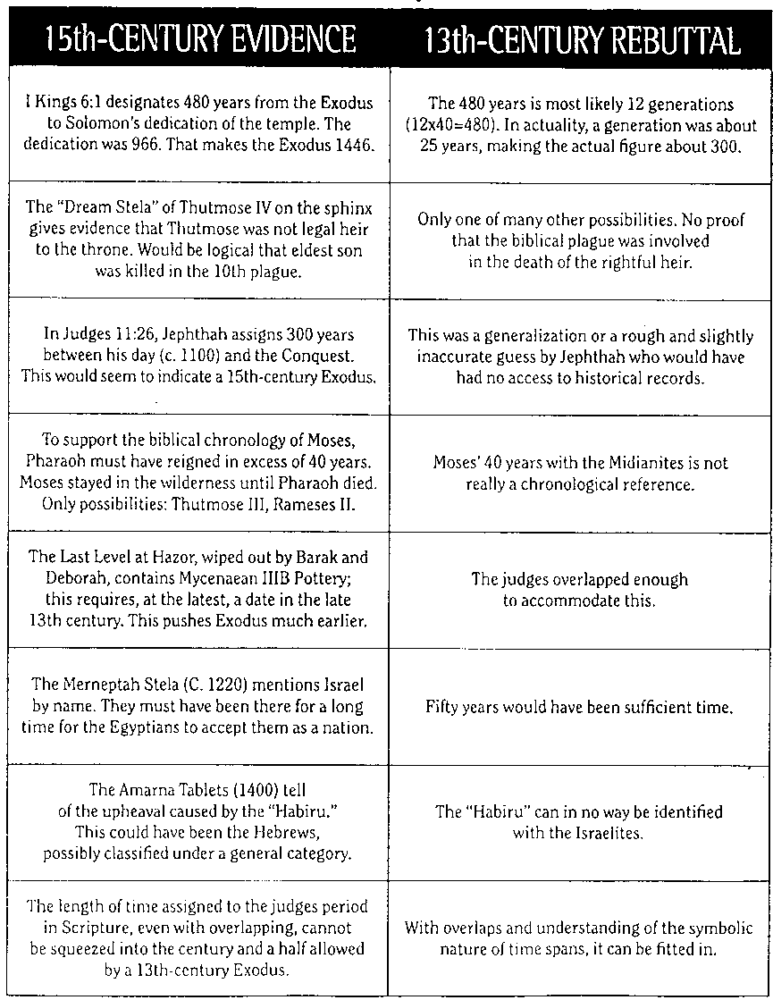 15th-CENTURY EVIDENCE
13th-CENTURY REBUTTAL
I Kings 6:1 designates 480 years from the Exodus
to Solomon's dedication of the temple. The
dedication was 966. That makes the Exodus 1446.
The 480 years is most likely 12 generations
(12x40=480). In actuality, a generation was about
25 years, making the actual figure about 300.
The "Dream Stela" of Thutmose IV on the sphinx
gives evidence that Thutmose was not legal heir
to the throne. Would be logical that eldest son
was killed in the 10th plague.
Only one of many other possibilities. No proof
that the biblical plague was involved
in the death of the rightful heir.
In Judges 11:26, Jephthah assigns 300 years
between his day (c. 1100) and the Conquest.
This would seem to indicate a 15th-century Exodus.
This was a generalization or a rough and slightly
inaccurate guess by Jephthah who would have
had no access to historical records.
To support the biblical chronology of Moses,
Pharaoh must have reigned in excess of 40 years.
Moses stayed in the wilderness until Pharaoh died.
Only possibilities: Thutmose III, Rameses II.
Moses' 40 years with the Midianites is not
really a chronological reference.
The Last Level at Hazor, wiped out by Barak and
Deborah, contains Mycenaean IIIB Pottery;
this requires, at the latest, a date in the late
13th century. This pushes Exodus much earlier.
The judges overlapped enough
to accommodate this.
The Merneptah Stela (C. 1220) mentions Israel
by name. They must have been there for a long
time for the Egyptians to accept them as a nation.
Fifty years would have been sufficient time.
The Amarna Tablets (1400) tell
of the upheaval caused by the "Habiru."
This could have been the Hebrews,
possibly classified under a general category.
The "Habiru" can in no way be identified
with the Israelites.
The length of time assigned to the judges period
in Scripture, even with overlapping, cannot
be squeezed into the century and a half allowed
by a 13th-century Exodus.
With overlaps and understanding of the symbolic
nature of time spans, it can be fitted in.